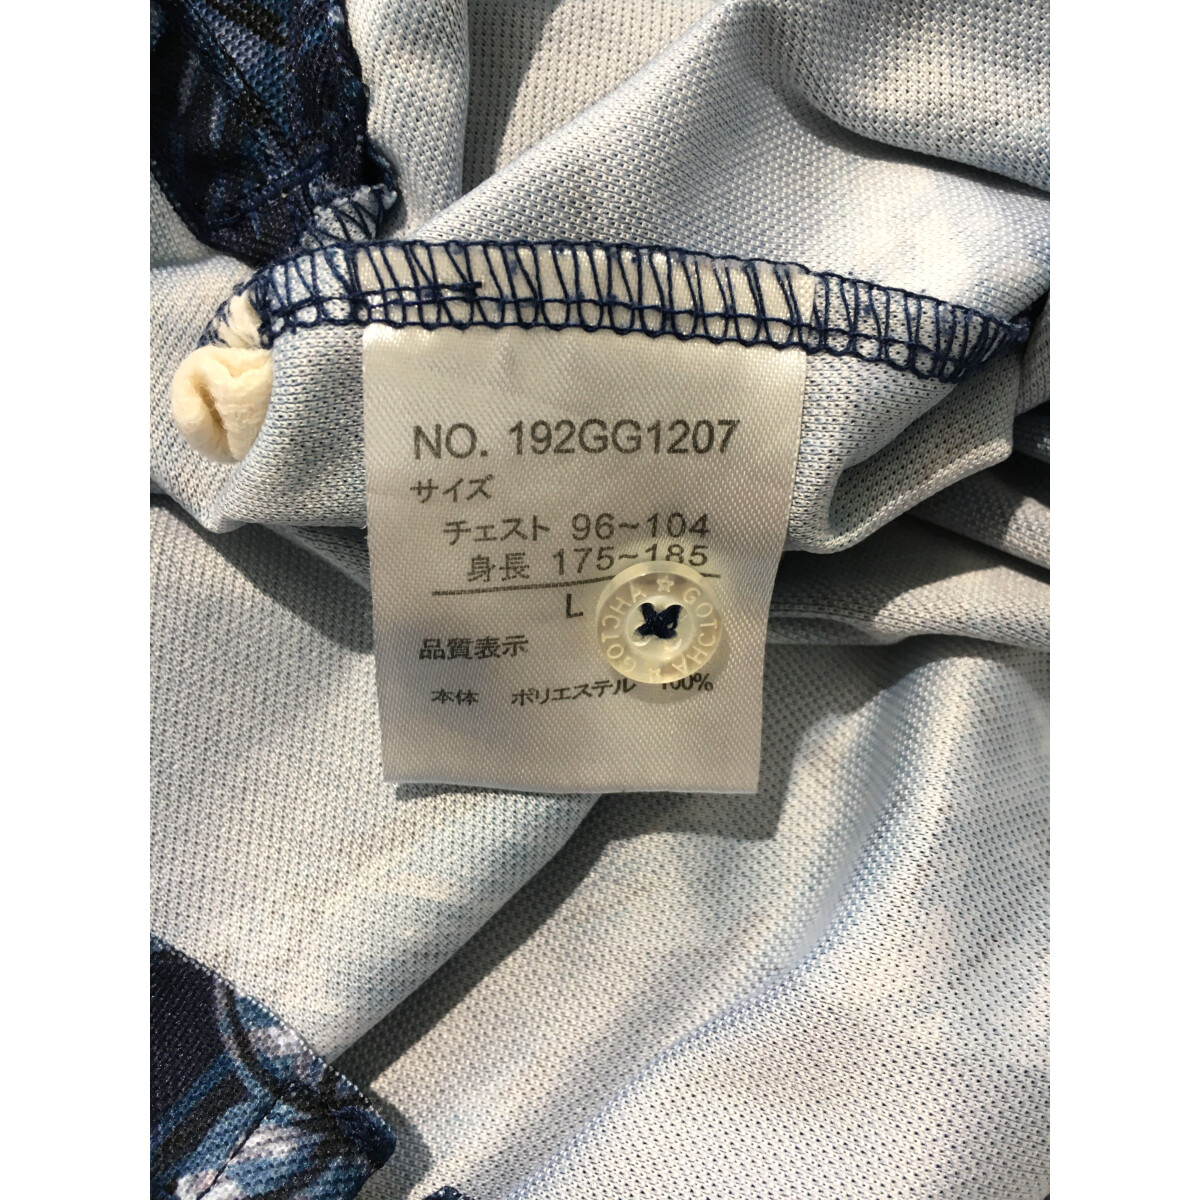 NO. 192GG1207
サイズ
チェスト 96~104
身長 175~185
L
品質表示
本体 ポリエステル 100%
GOTCHA ☆ GOTCHA ☆